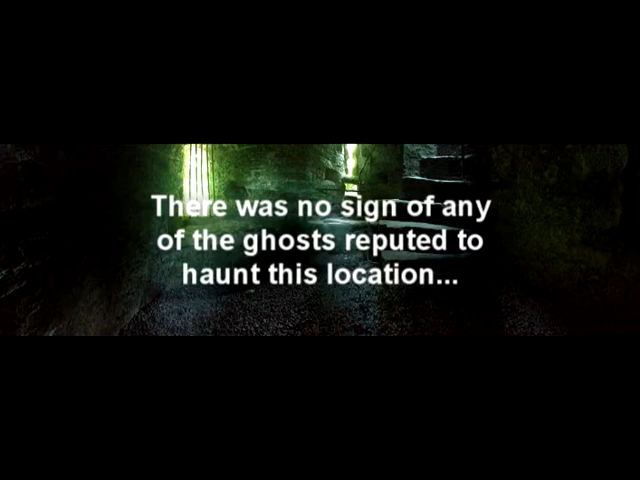 There was no sign of any
of the ghosts reputed to
haunt this location...